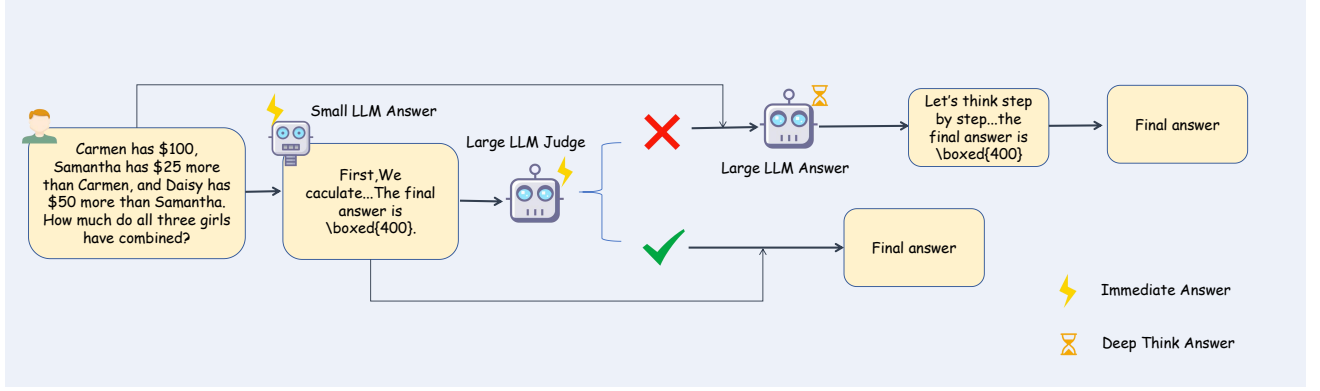 Carmen has $100,
Samantha has $25 more
than Carmen, and Daisy has
$50 more than Samantha.
How much do all three girls
have combined?
Small LLM Answer
First,We
caculate...The final
answer is
\boxed{400}.
Large LLM Judge
Large LLM Answer
Let's think step
by step...the
final answer is
\boxed{400}
Final answer
Final answer
Immediate Answer
Deep Think Answer